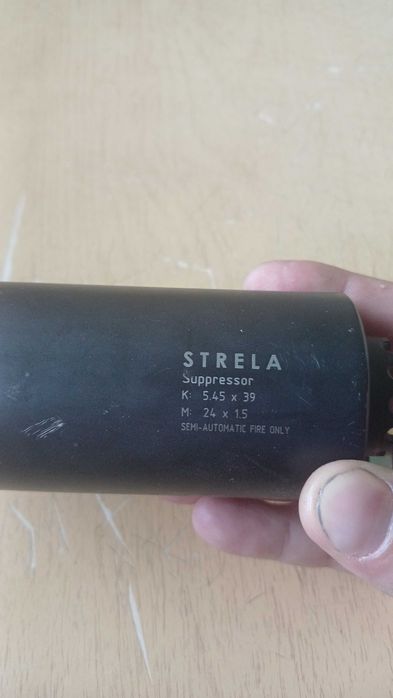 STRELA
Suppressor
K: 5.45 x 39
M: 24 x 1.5
SEMI-AUTOMATIC FIRE ONLY